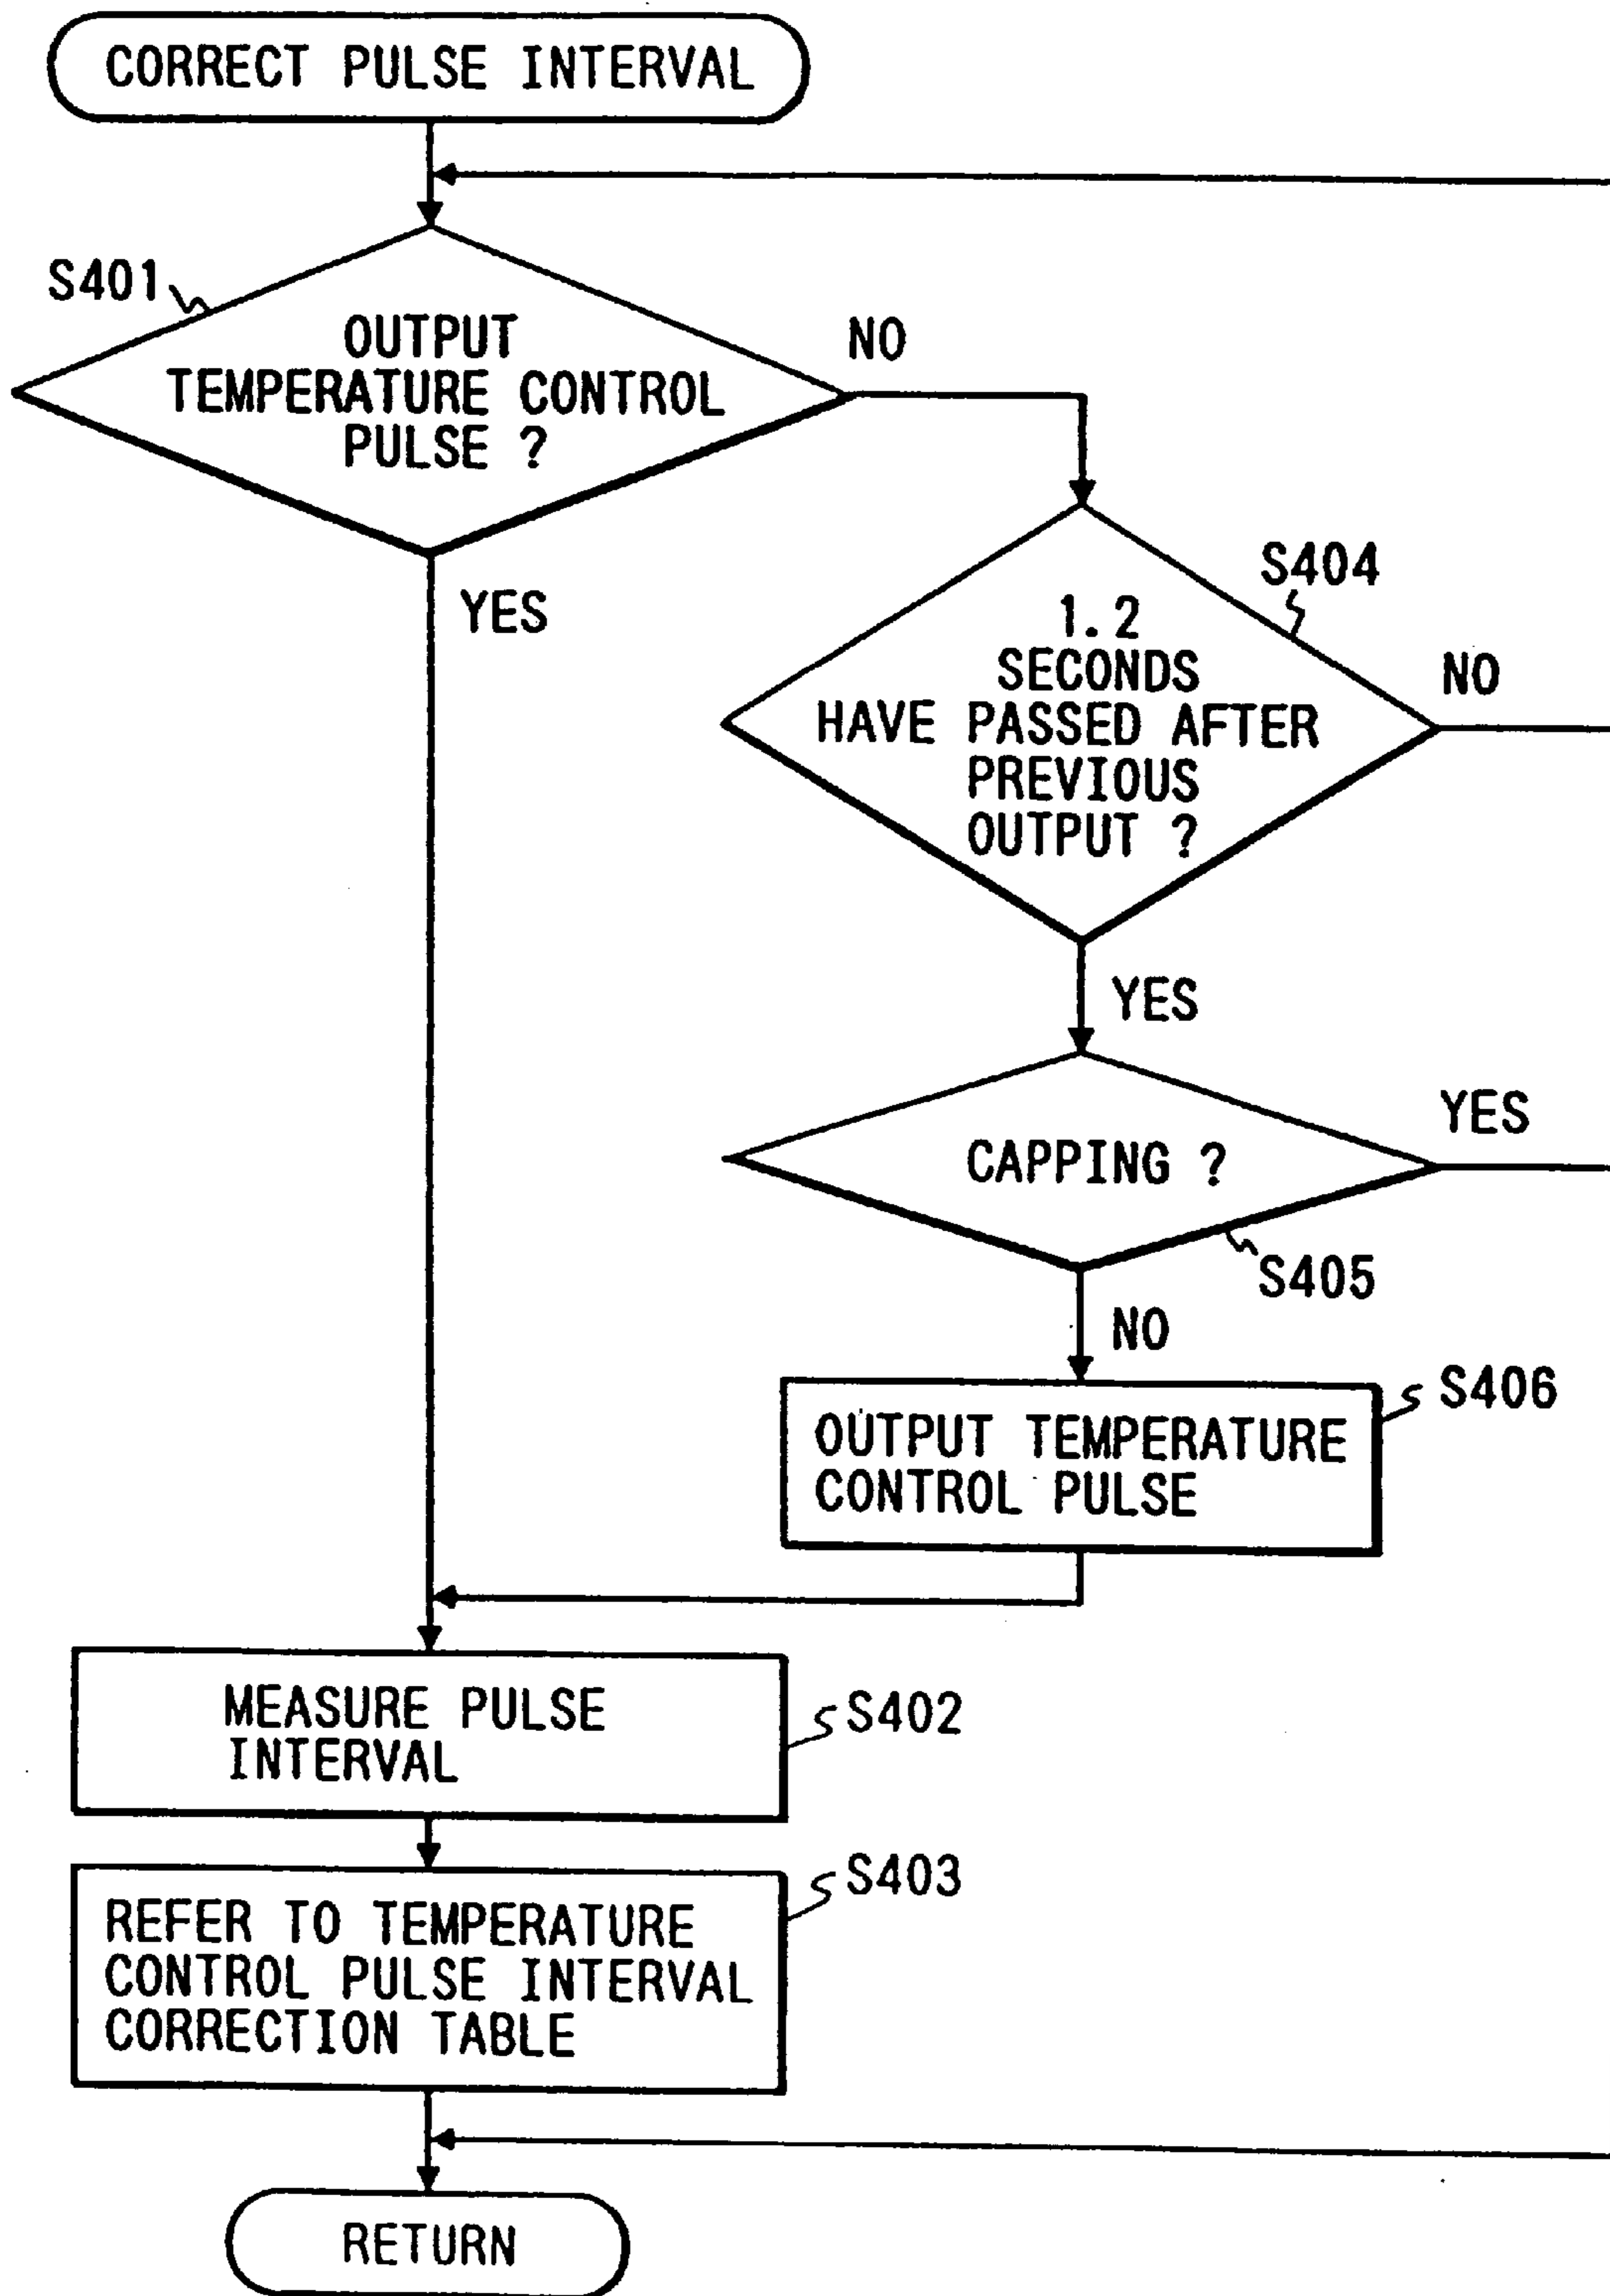 CORRECT PULSE INTERVAL
S401
OUTPUT
TEMPERATURE CONTROL
PULSE ?
NO
YES
S404
1.2
SECONDS
HAVE PASSED AFTER
PREVIOUS
OUTPUT ?
NO
YES
CAPPING ?
YES
S405
NO
S406
OUTPUT TEMPERATURE
CONTROL PULSE
MEASURE PULSE
INTERVAL
S402
S403
REFER TO TEMPERATURE
CONTROL PULSE INTERVAL
CORRECTION TABLE
RETURN